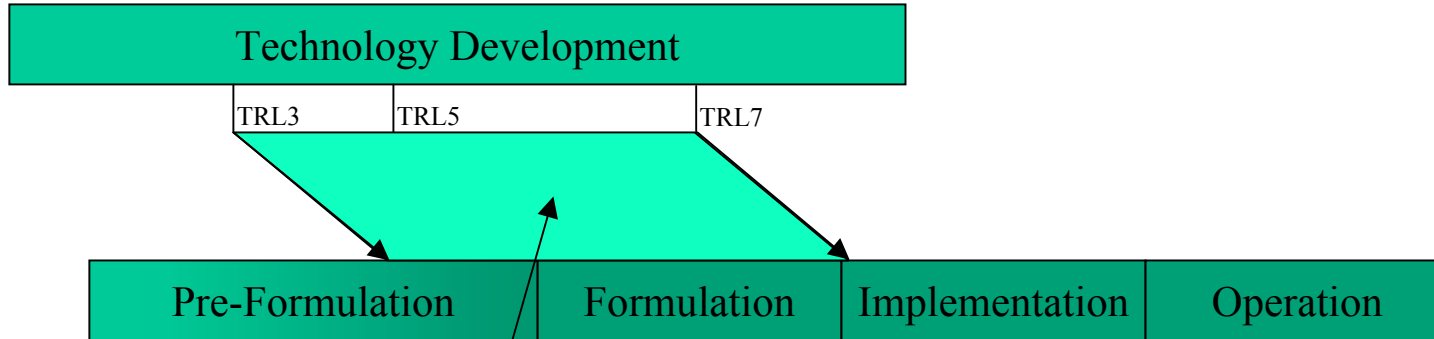 Technology Development
TRL3 TRL5 TRL7
Pre-Formulation Formulation Implementation Operation